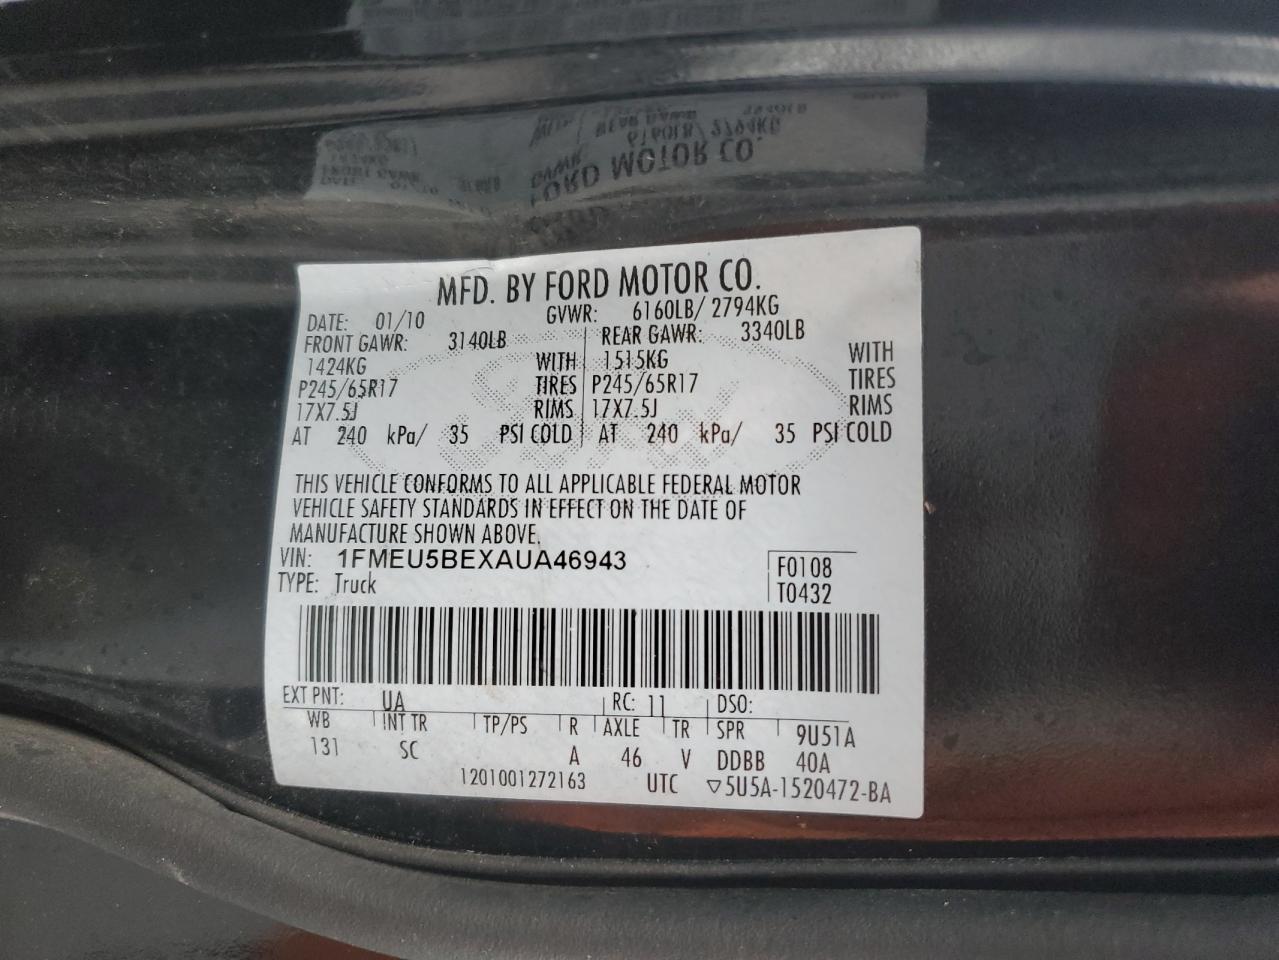 MFD. BY FORD MOTOR CO.
DATE: 01/10 GVWR: 6160LB/ 2794KG
FRONT GAWR: 3140LB REAR GAWR: 3340LB
1424KG WITH 1515KG WITH
P245/65R17 TIRES P245/65R17 TIRES
17X7.5J RIMS 17X7.5J RIMS
AT 240 kPa/ 35 PSI COLD AT 240 kPa/ 35 PSI COLD
THIS VEHICLE CONFORMS TO ALL APPLICABLE FEDERAL MOTOR
VEHICLE SAFETY STANDARDS IN EFFECT ON THE DATE OF
MANUFACTURE SHOWN ABOVE.
VIN: 1FMEU5BEXAUA46943 F0108
TYPE: Truck T0432
EXT PNT: UA RC: 11 DSO:
WB INT TR TP/PS R AXLE TR SPR 9U51A
131 SC A 46 V DDBB 40A
1201001272163 UTC ▽5U5A-1520472-BA